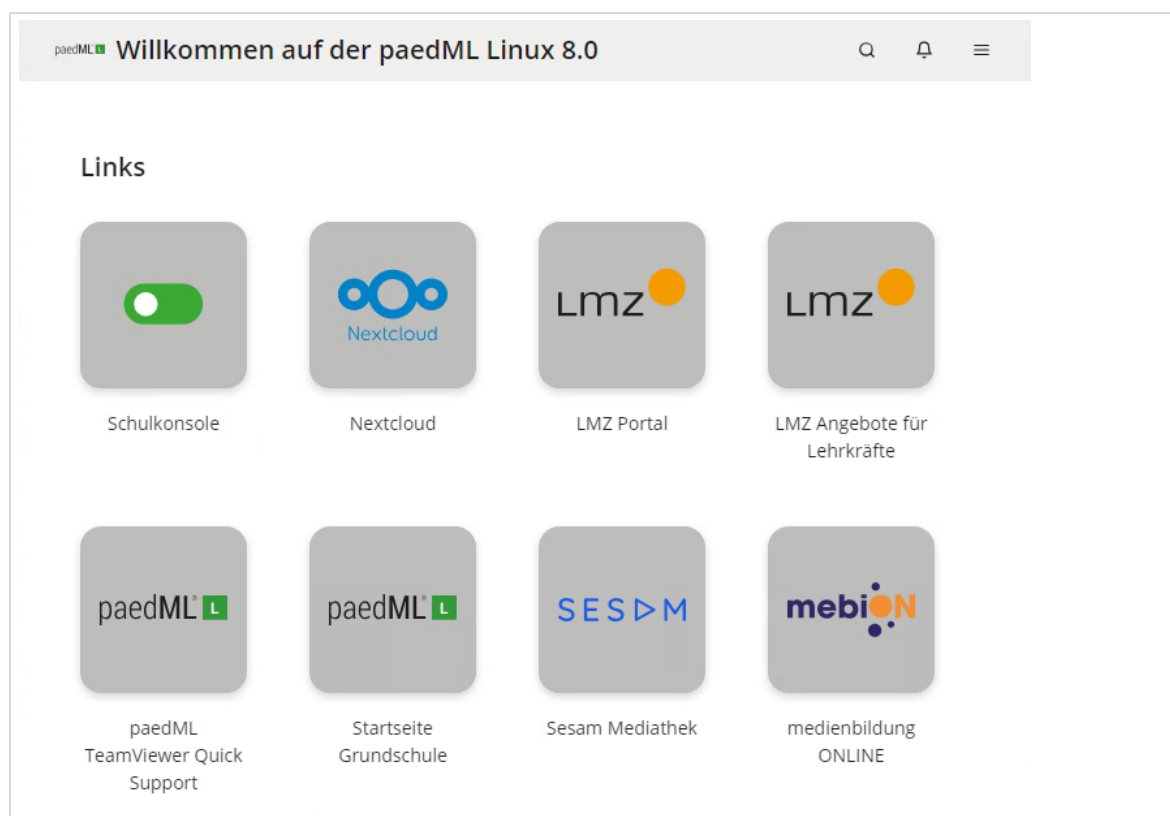 paedML L Willkommen auf der paedML Linux 8.0
Links
Nextcloud
LMZ
LMZ
Schulkonsole
Nextcloud
LMZ Portal
LMZ Angebote für
Lehrkräfte
paedML® L
paedML® L
SESAM
mebiON
paedML
TeamViewer Quick
Support
Startseite
Grundschule
Sesam Mediathek
medienbildung
ONLINE